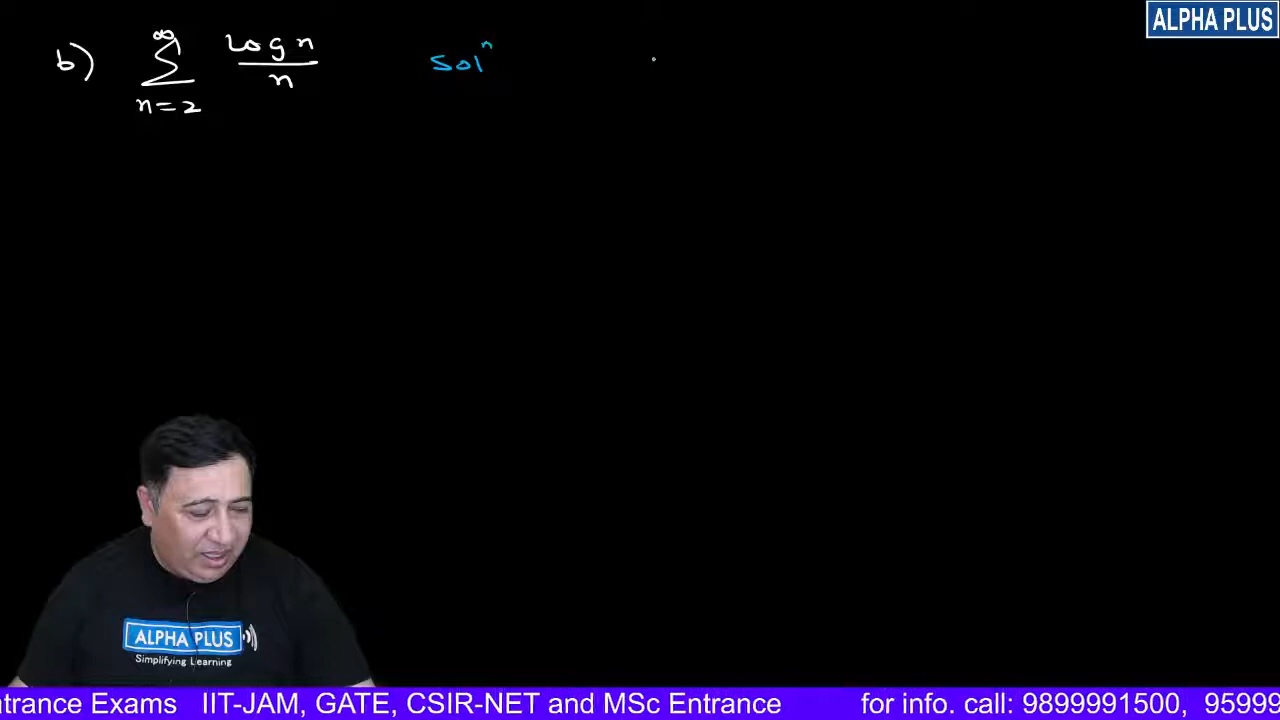 ALPHA PLUS
b) ∞ Σ n=2 log n / n
solⁿ
ALPHA PLUS
Simplifying Learning
ntrance Exams IIT-JAM, GATE, CSIR-NET and MSc Entrance for info. call: 9899991500, 95999